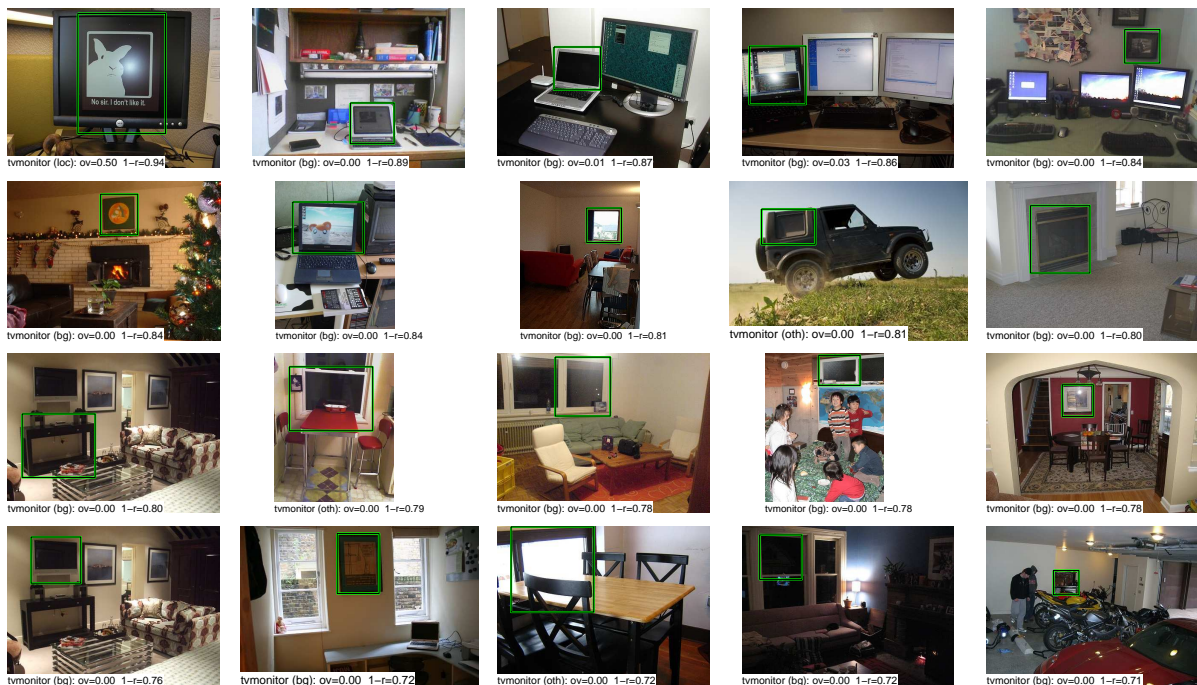 No sir. I don't like it.
tvmonitor (loc): ov=0.50 1−r=0.94
tvmonitor (bg): ov=0.00 1−r=0.89
tvmonitor (bg): ov=0.01 1−r=0.87
Google
tvmonitor (bg): ov=0.03 1−r=0.86
tvmonitor (bg): ov=0.00 1−r=0.84
tvmonitor (bg): ov=0.00 1−r=0.84
tvmonitor (bg): ov=0.00 1−r=0.84
tvmonitor (bg): ov=0.00 1−r=0.81
tvmonitor (oth): ov=0.00 1−r=0.81
tvmonitor (bg): ov=0.00 1−r=0.80
tvmonitor (bg): ov=0.00 1−r=0.80
tvmonitor (oth): ov=0.00 1−r=0.79
tvmonitor (bg): ov=0.00 1−r=0.78
tvmonitor (bg): ov=0.00 1−r=0.78
tvmonitor (bg): ov=0.00 1−r=0.78
tvmonitor (bg): ov=0.00 1−r=0.76
tvmonitor (bg): ov=0.00 1−r=0.72
tvmonitor (oth): ov=0.00 1−r=0.72
tvmonitor (bg): ov=0.00 1−r=0.72
tvmonitor (bg): ov=0.00 1−r=0.71